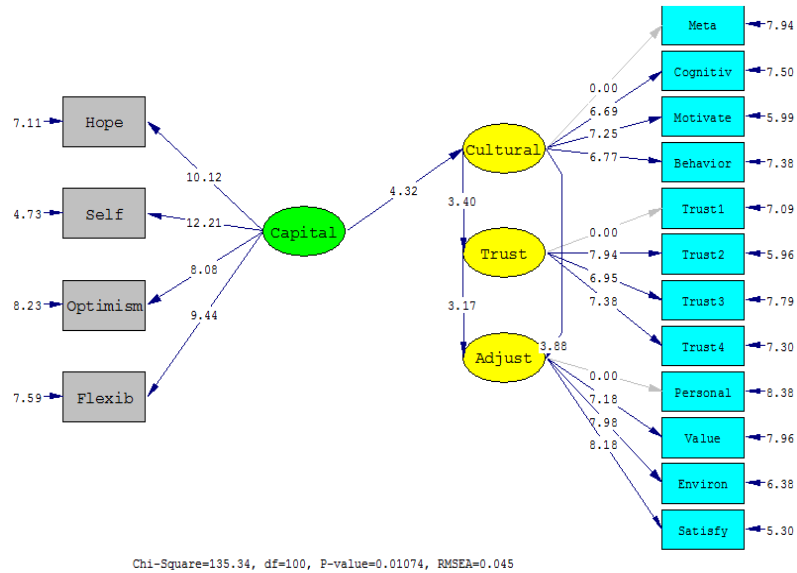 Meta
7.94
0.00
Cognitiv
7.50
6.69
7.11
Hope
Motivate
5.99
7.25
Cultural
Behavior
7.38
6.77
10.12
4.32
3.40
Trust1
7.09
0.00
4.73
Self
12.21
Capital
Trust
7.94
Trust2
5.96
8.08
6.95
Trust3
7.79
8.23
Optimism
3.17
7.38
9.44
Adjust
3.88
Trust4
7.30
0.00
Personal
8.38
7.59
Flexib
7.18
7.98
Value
7.96
8.18
Environ
6.38
Satisfy
5.30
Chi-Square=135.34, df=100, P-value=0.01074, RMSEA=0.045